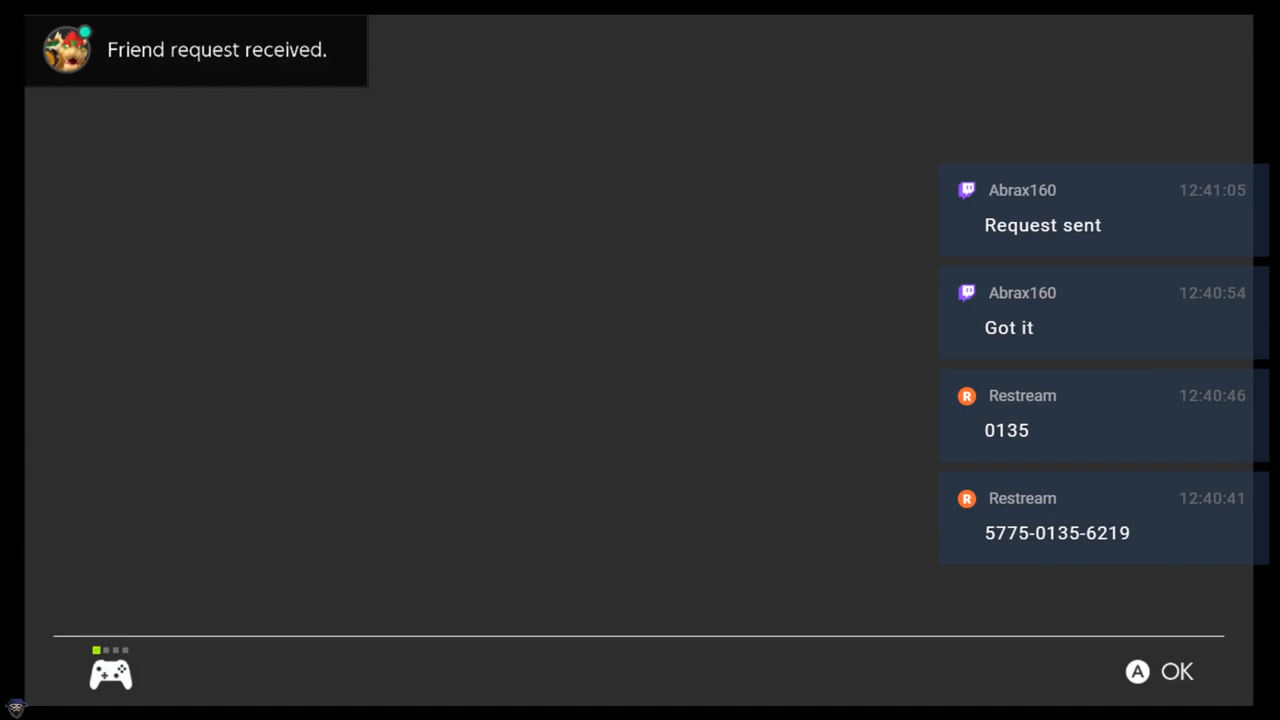 Friend request received.
Abrax160 12:41:05
Request sent
Abrax160 12:40:54
Got it
R Restream 12:40:46
0135
R Restream 12:40:41
5775-0135-6219
A OK